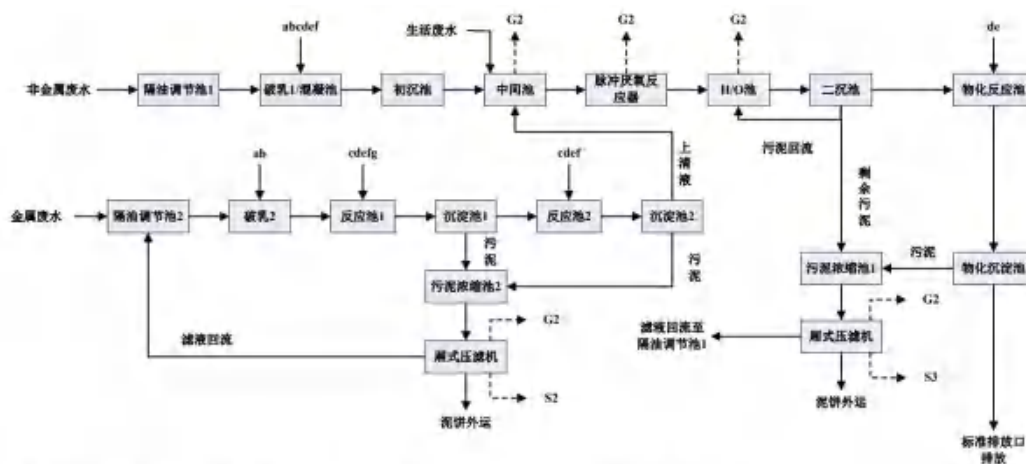 abcdef
生活废水
G2
G2
G2
de
非金属废水
隔油调节池1
破乳1/混凝池
初沉池
中间池
脉冲厌氧反
应器
H/O池
二沉池
物化反应池
污泥回流
上清液
剩余污泥
ab
cdefg
cdef
金属废水
隔油调节池2
破乳2
反应池1
沉淀池1
反应池2
沉淀池2
污泥
污泥
污泥
污泥浓缩池2
污泥浓缩池1
物化沉淀池
G2
G2
滤液回流
滤液回流至
隔油调节池1
厢式压滤机
厢式压滤机
S2
S3
泥饼外运
泥饼外运
标准排放口
排放